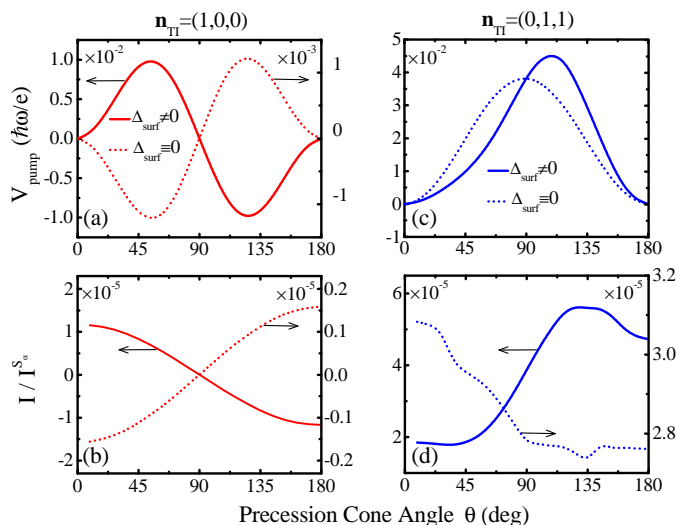 n_TI=(1,0,0)
n_TI=(0,1,1)
V_pump (ℏω/e)
×10⁻²
×10⁻³
1.0
0.5
0.0
-0.5
-1.0
1
0
-1
Δ_surf≠0
Δ_surf≡0
(a)
0 45 90 135 180
×10⁻²
5
4
3
2
1
0
-1
Δ_surf≠0
Δ_surf≡0
(c)
0 45 90 135 180
I / I^{S_α}
×10⁻⁵
×10⁻⁵
2
1
0
-1
-2
0.2
0.1
0.0
-0.1
-0.2
(b)
0 45 90 135 180
×10⁻⁵
×10⁻⁵
6
4
2
3.2
3.0
2.8
(d)
0 45 90 135 180
Precession Cone Angle θ (deg)